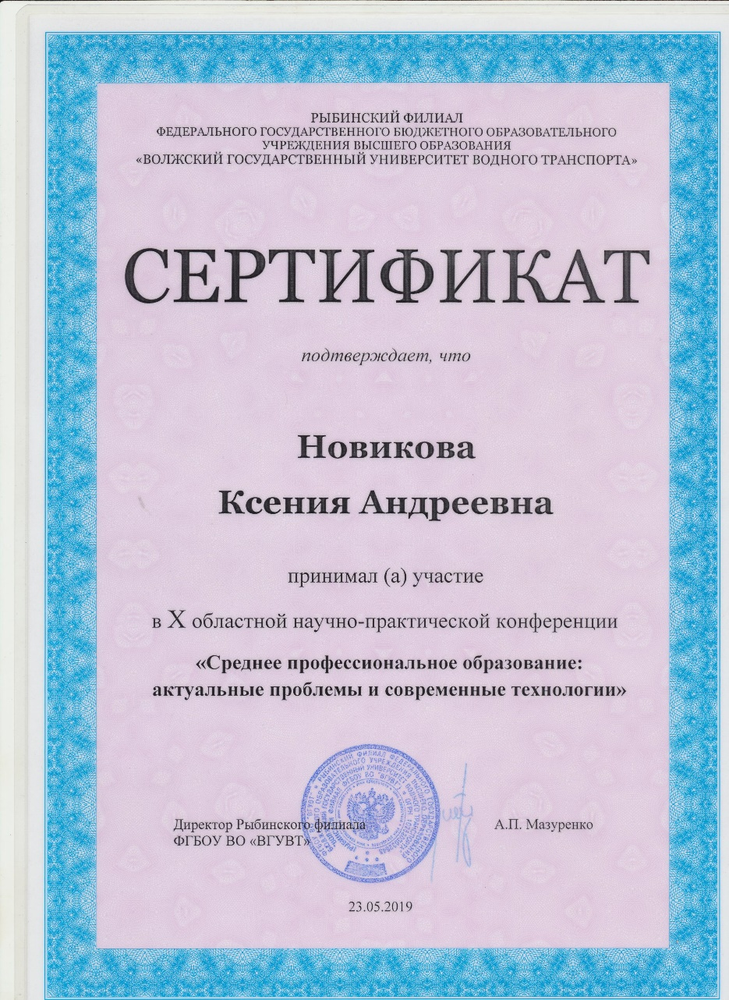 РЫБИНСКИЙ ФИЛИАЛ
ФЕДЕРАЛЬНОГО ГОСУДАРСТВЕННОГО БЮДЖЕТНОГО ОБРАЗОВАТЕЛЬНОГО
УЧРЕЖДЕНИЯ ВЫСШЕГО ОБРАЗОВАНИЯ
«ВОЛЖСКИЙ ГОСУДАРСТВЕННЫЙ УНИВЕРСИТЕТ ВОДНОГО ТРАНСПОРТА»
СЕРТИФИКАТ
подтверждает, что
Новикова
Ксения Андреевна
принимал (а) участие
в X областной научно-практической конференции
«Среднее профессиональное образование:
актуальные проблемы и современные технологии»
Директор Рыбинского филиала
ФГБОУ ВО «ВГУВТ»
А.П. Мазуренко
23.05.2019